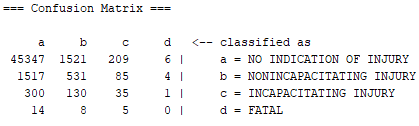 === Confusion Matrix ===
a b c d <-- classified as
45347 1521 209 6 | a = NO INDICATION OF INJURY
1517 531 85 4 | b = NONINCAPACITATING INJURY
300 130 35 1 | c = INCAPACITATING INJURY
14 8 5 0 | d = FATAL